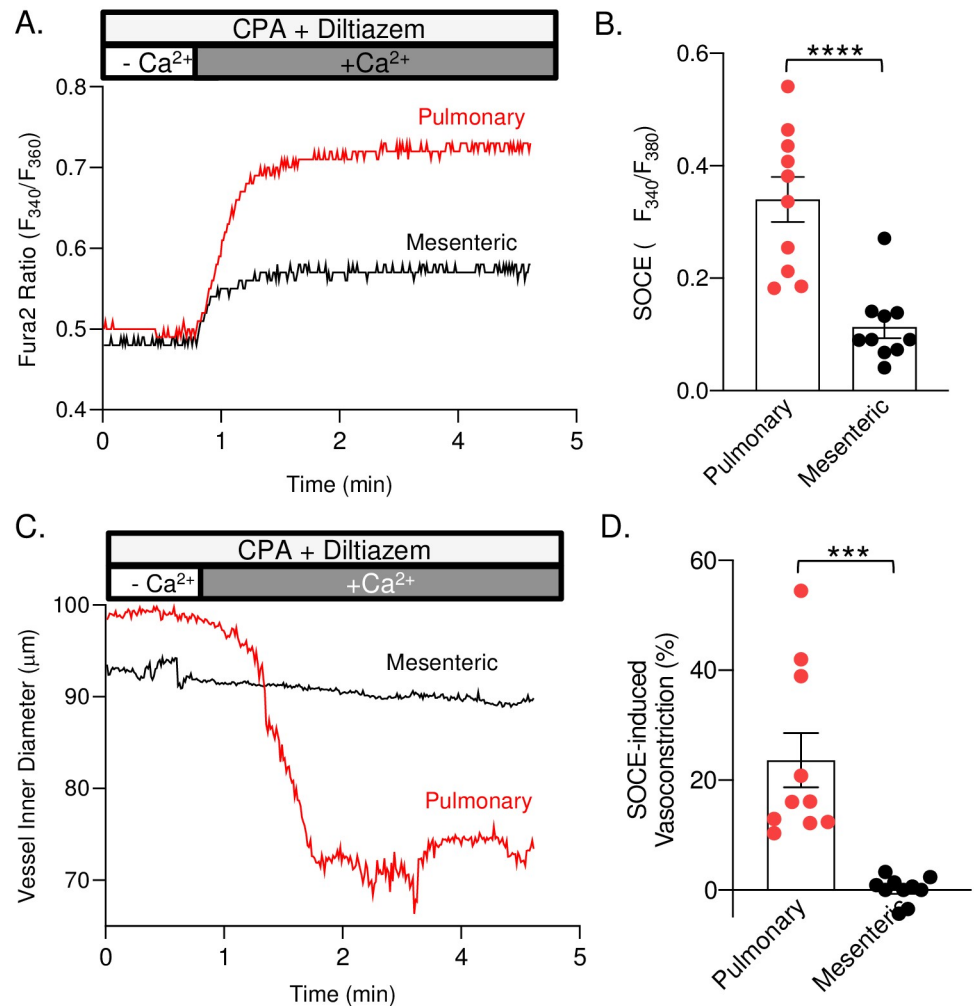 A.
CPA + Diltiazem
- Ca²⁺
+Ca²⁺
Fura2 Ratio (F₃₄₀/F₃₆₀)
0.8
0.7
0.6
0.5
0.4
Pulmonary
Mesenteric
0 1 2 4 5
Time (min)
B.
SOCE ( F₃₄₀/F₃₈₀)
0.6
0.4
0.2
0.0
****
Pulmonary
Mesenteric
C.
CPA + Diltiazem
- Ca²⁺
+Ca²⁺
Vessel Inner Diameter (μm)
100
90
80
70
Mesenteric
Pulmonary
0 1 2 4 5
Time (min)
D.
SOCE-induced
Vasoconstriction (%)
60
40
20
0
***
Pulmonary
Mesenteric